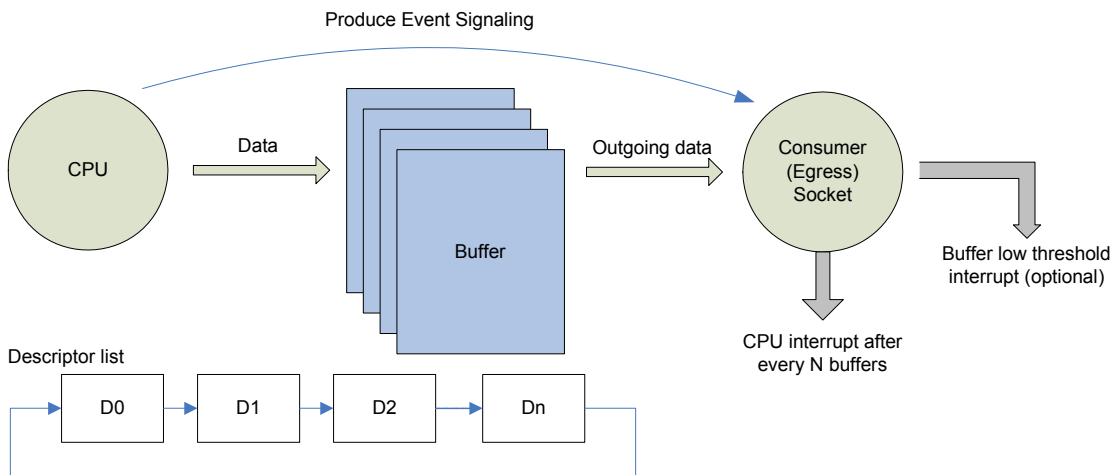 Produce Event Signaling
CPU
Data
Buffer
Outgoing data
Consumer
(Egress)
Socket
Buffer low threshold
interrupt (optional)
CPU interrupt after
every N buffers
Descriptor list
D0
D1
D2
Dn